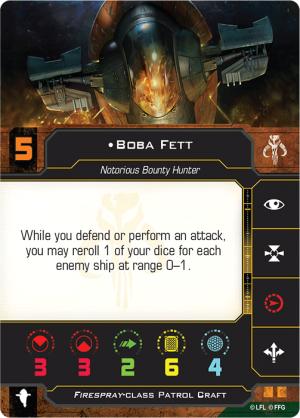 5
•Boba Fett
Notorious Bounty Hunter
While you defend or perform an attack,
you may reroll 1 of your dice for each
enemy ship at range 0–1.
3 3 2 6 4
Firespray-class Patrol Craft
©LFL ©FFG